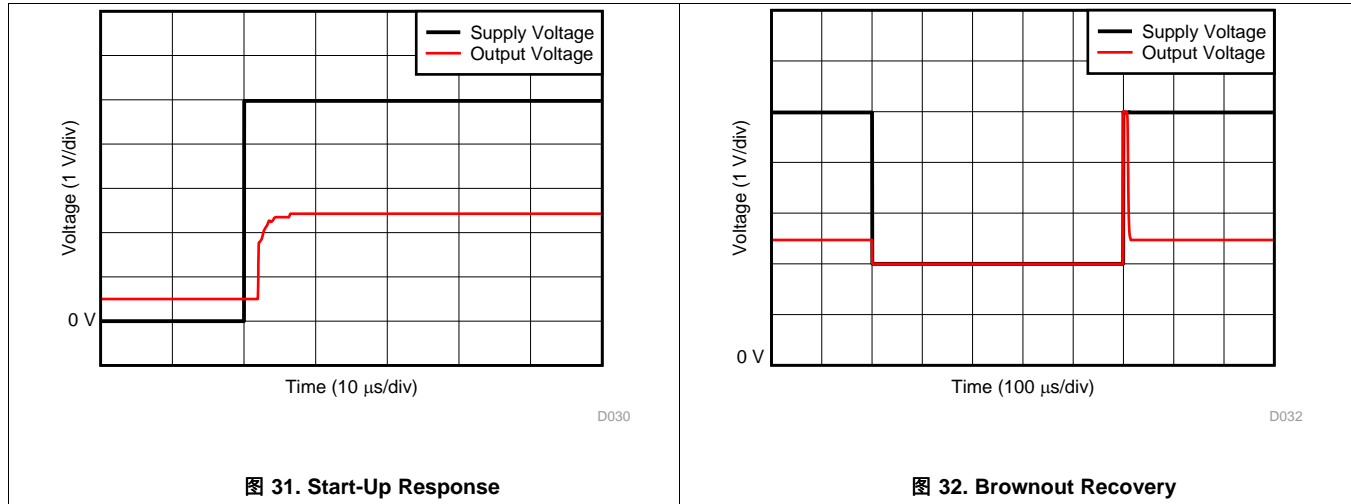 Supply Voltage
Output Voltage
Voltage (1 V/div)
0 V
Time (10 μs/div)
D030
图 31. Start-Up Response
Supply Voltage
Output Voltage
Voltage (1 V/div)
0 V
Time (100 μs/div)
D032
图 32. Brownout Recovery